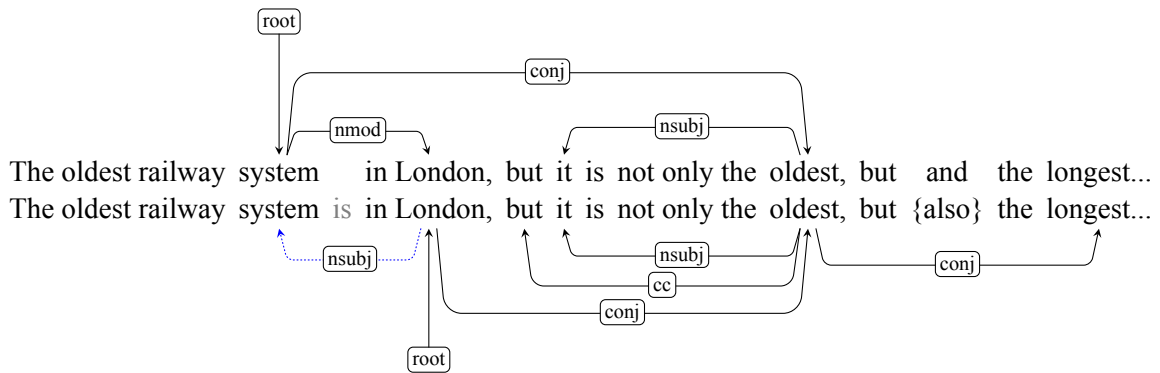 root
conj
nmod
nsubj
The oldest railway system in London, but it is not only the oldest, but and the longest...
The oldest railway system is in London, but it is not only the oldest, but {also} the longest...
nsubj
nsubj
conj
cc
conj
root